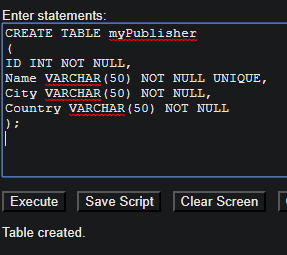 Enter statements:
CREATE TABLE myPublisher
(
ID INT NOT NULL,
Name VARCHAR(50) NOT NULL UNIQUE,
City VARCHAR(50) NOT NULL,
Country VARCHAR(50) NOT NULL
);
Execute Save Script Clear Screen
Table created.